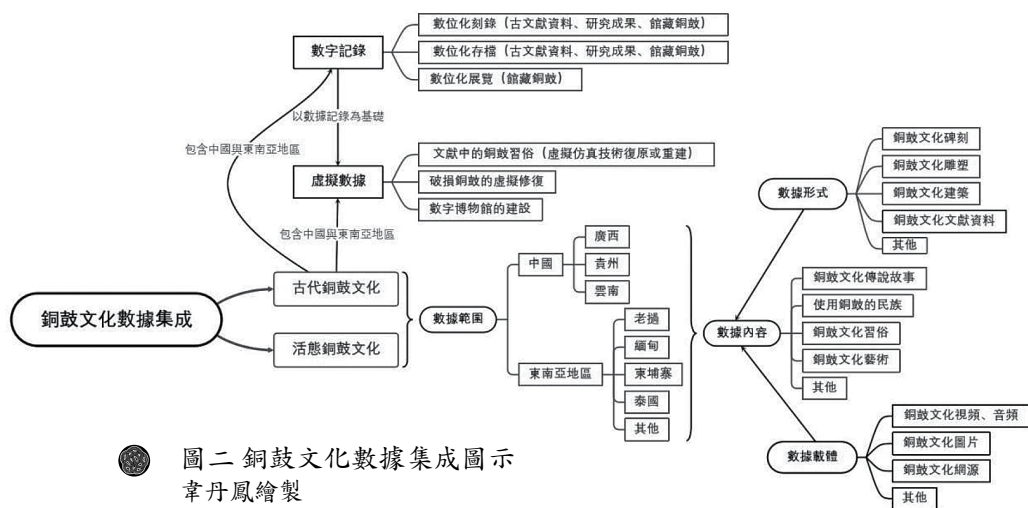 數字記錄
數位化刻錄（古文獻資料、研究成果、館藏銅鼓）
數位化存檔（古文獻資料、研究成果、館藏銅鼓）
數位化展覽（館藏銅鼓）
以數據記錄為基礎
包含中國與東南亞地區
虛擬數據
文獻中的銅鼓習俗（虛擬仿真技術復原或重建）
破損銅鼓的虛擬修復
數字博物館的建設
包含中國與東南亞地區
銅鼓文化數據集成
古代銅鼓文化
活態銅鼓文化
數據範圍
中國
廣西
貴州
雲南
東南亞地區
老撾
緬甸
柬埔寨
泰國
其他
數據形式
銅鼓文化碑刻
銅鼓文化雕塑
銅鼓文化建築
銅鼓文化文獻資料
其他
數據內容
銅鼓文化傳說故事
使用銅鼓的民族
銅鼓文化習俗
銅鼓文化藝術
其他
數據載體
銅鼓文化視頻、音頻
銅鼓文化圖片
銅鼓文化網源
其他
圖二 銅鼓文化數據集成圖示
韋丹鳳繪製